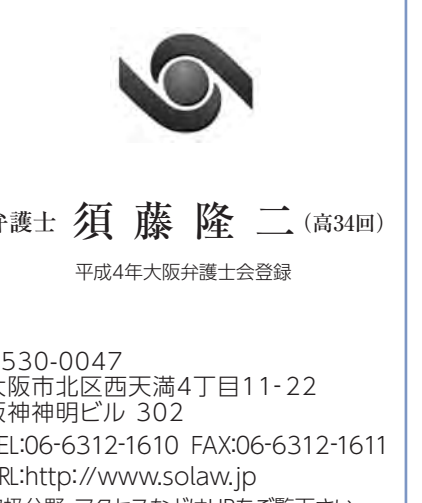 弁護士 須藤隆二(高34回)
平成4年大阪弁護士会登録
530-0047
大阪市北区西天満4丁目11-22
阪神神明ビル 302
TEL:06-6312-1610 FAX:06-6312-1611
URL:http://www.solaw.jp